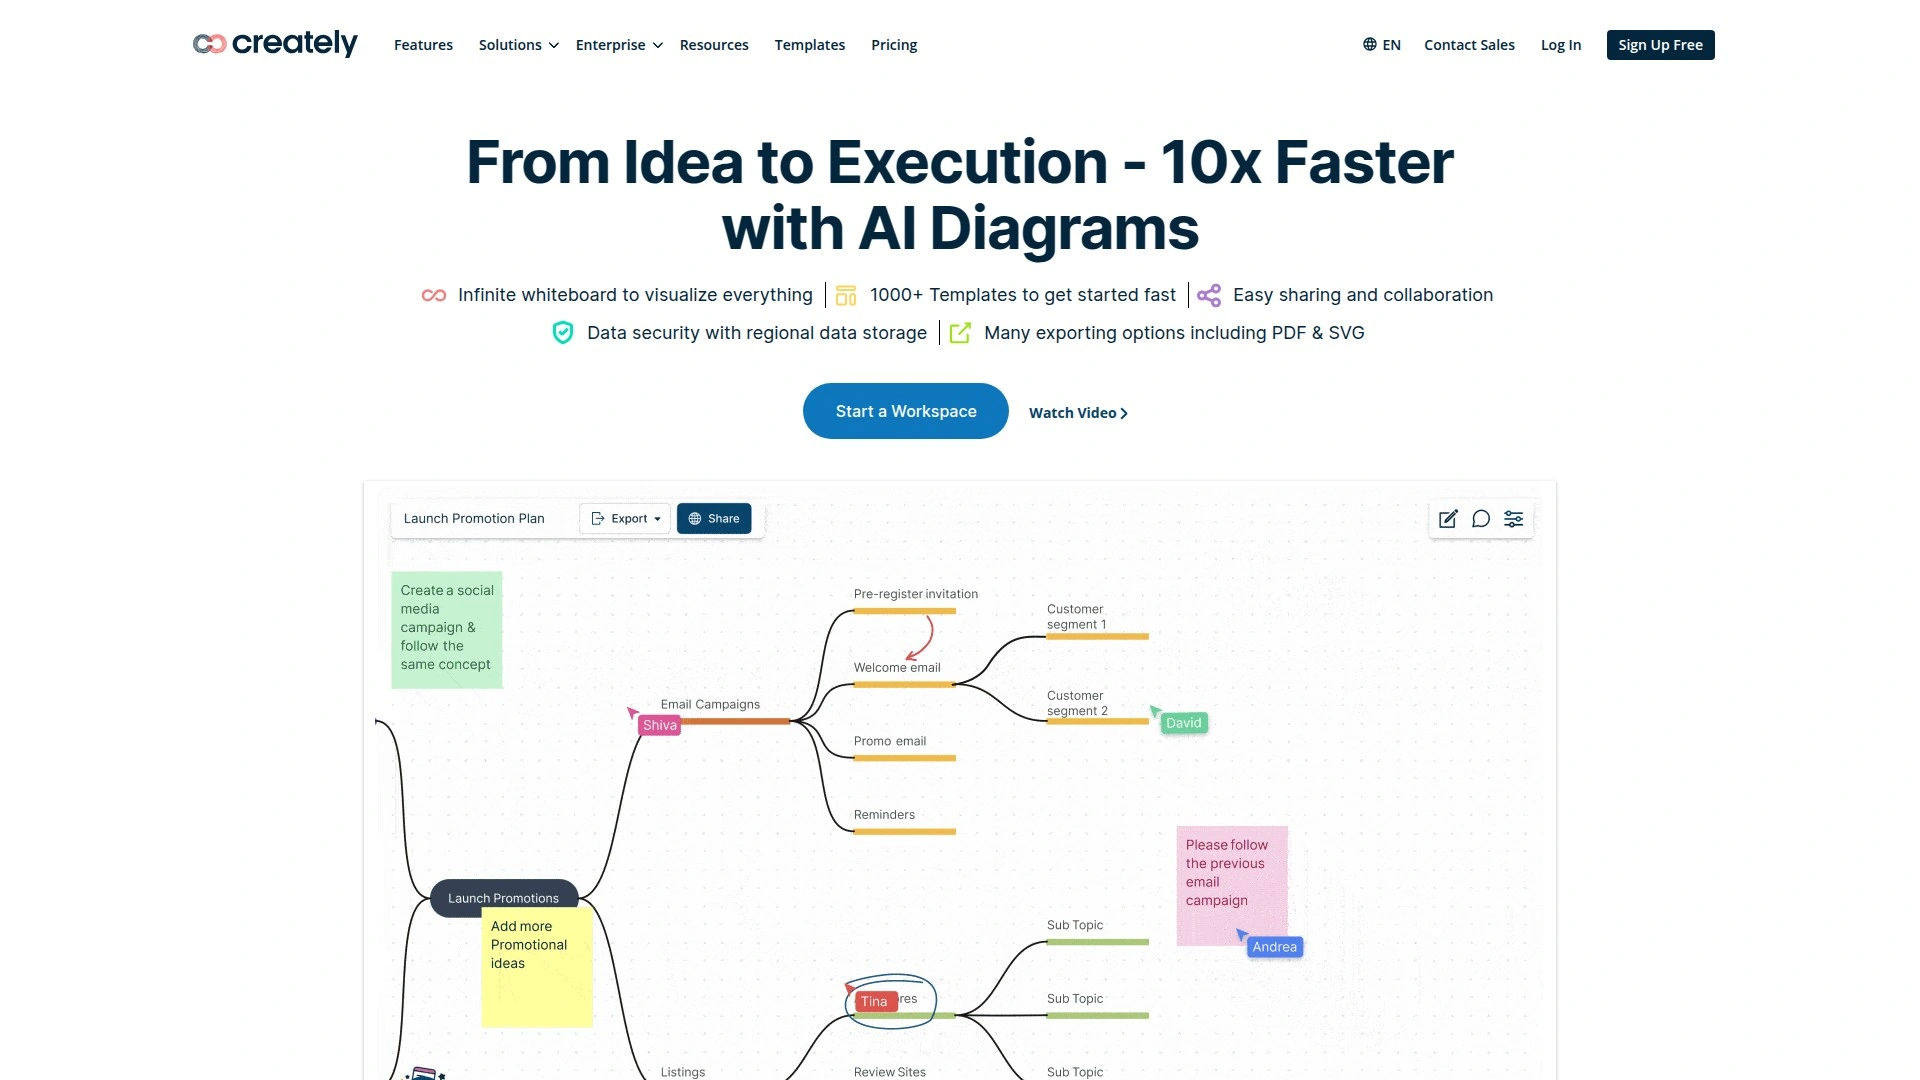 creately
Features
Solutions
Enterprise
Resources
Templates
Pricing
EN
Contact Sales
Log In
Sign Up Free
From Idea to Execution - 10x Faster
with AI Diagrams
Infinite whiteboard to visualize everything
1000+ Templates to get started fast
Easy sharing and collaboration
Data security with regional data storage
Many exporting options including PDF & SVG
Start a Workspace
Watch Video
Launch Promotion Plan
Export
Share
Create a social
media
campaign &
follow the
same concept
Pre-register invitation
Customer
segment 1
Welcome email
Customer
segment 2
David
Email Campaigns
Shiva
Promo email
Reminders
Please follow
the previous
email
campaign
Andrea
Launch Promotions
Add more
Promotional
ideas
Sub Topic
Tina
Sub Topic
Listings
Review Sites
Sub Topic